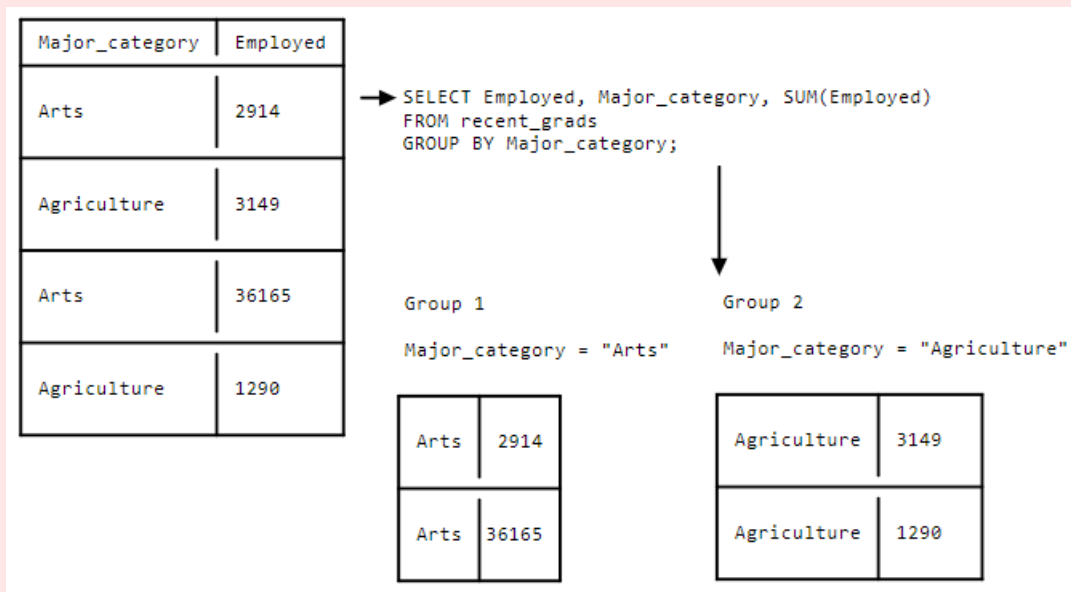 Major_category Employed
Arts 2914
Agriculture 3149
Arts 36165
Agriculture 1290
SELECT Employed, Major_category, SUM(Employed)
FROM recent_grads
GROUP BY Major_category;
Group 1
Major_category = "Arts"
Arts 2914
Arts 36165
Group 2
Major_category = "Agriculture"
Agriculture 3149
Agriculture 1290